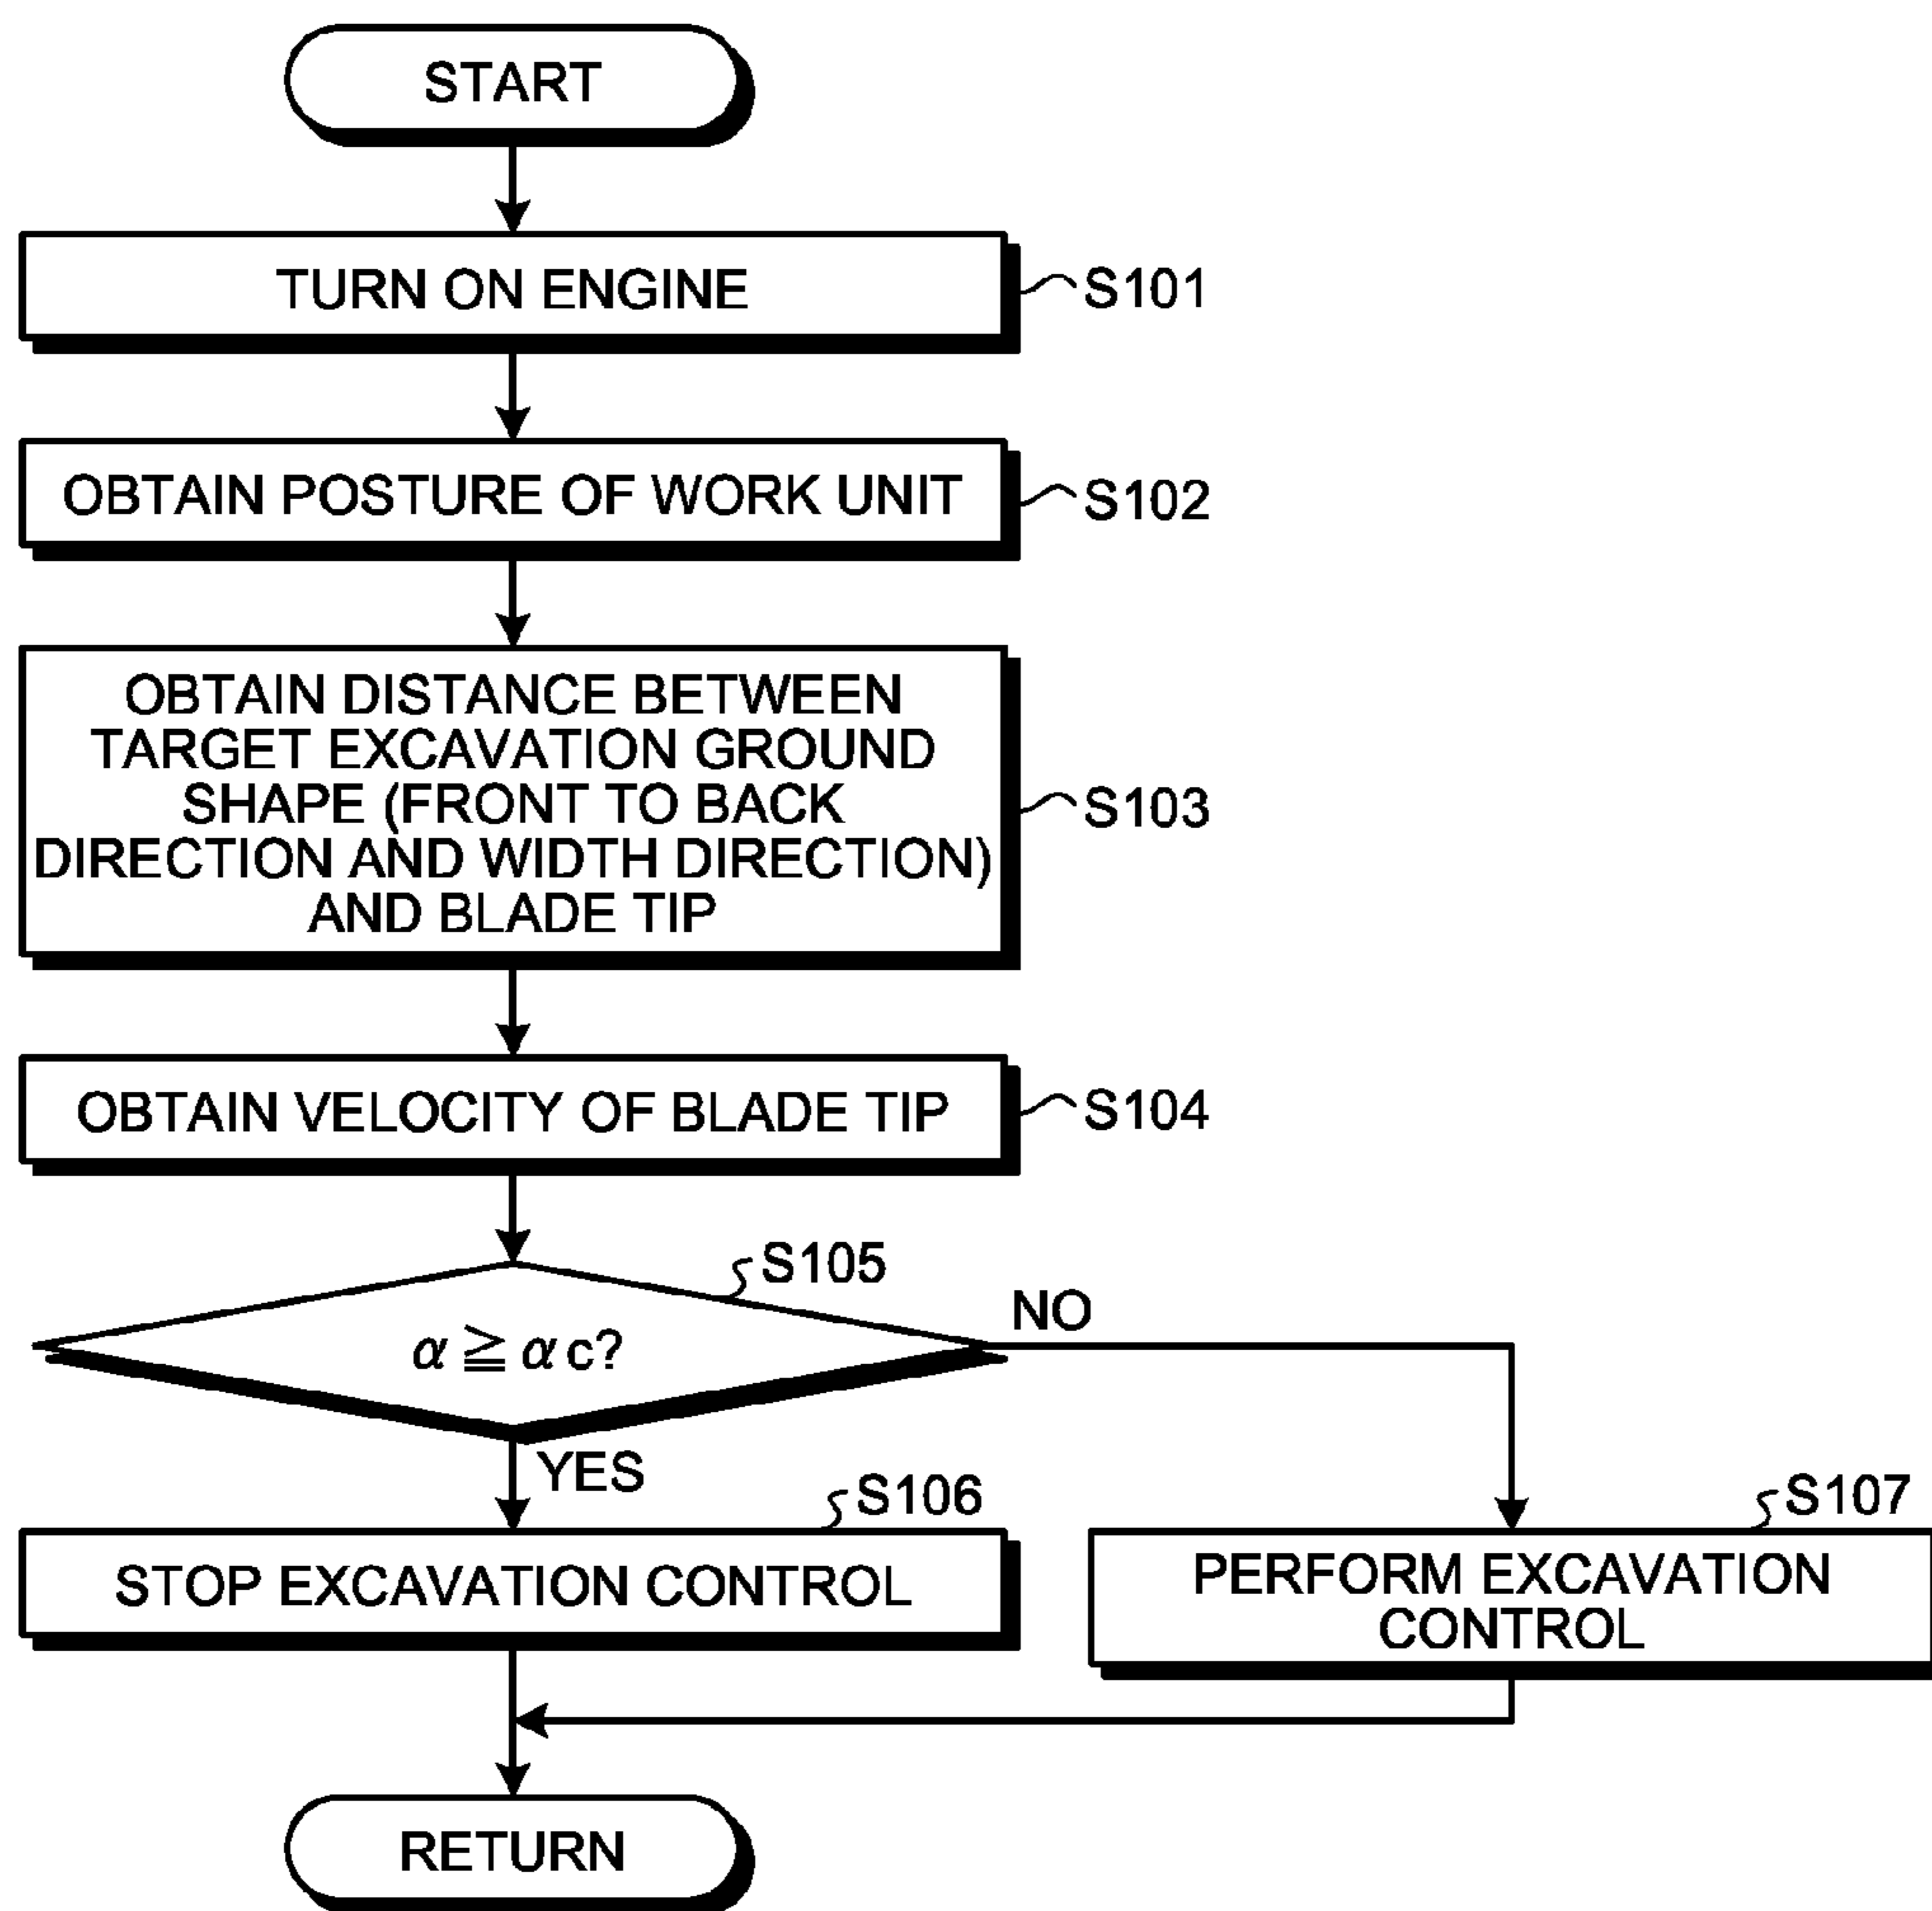 START
TURN ON ENGINE
S101
OBTAIN POSTURE OF WORK UNIT
S102
OBTAIN DISTANCE BETWEEN
TARGET EXCAVATION GROUND
SHAPE (FRONT TO BACK
DIRECTION AND WIDTH DIRECTION)
AND BLADE TIP
S103
OBTAIN VELOCITY OF BLADE TIP
S104
S105
α ≧ α c?
NO
YES
S106
STOP EXCAVATION CONTROL
S107
PERFORM EXCAVATION
CONTROL
RETURN